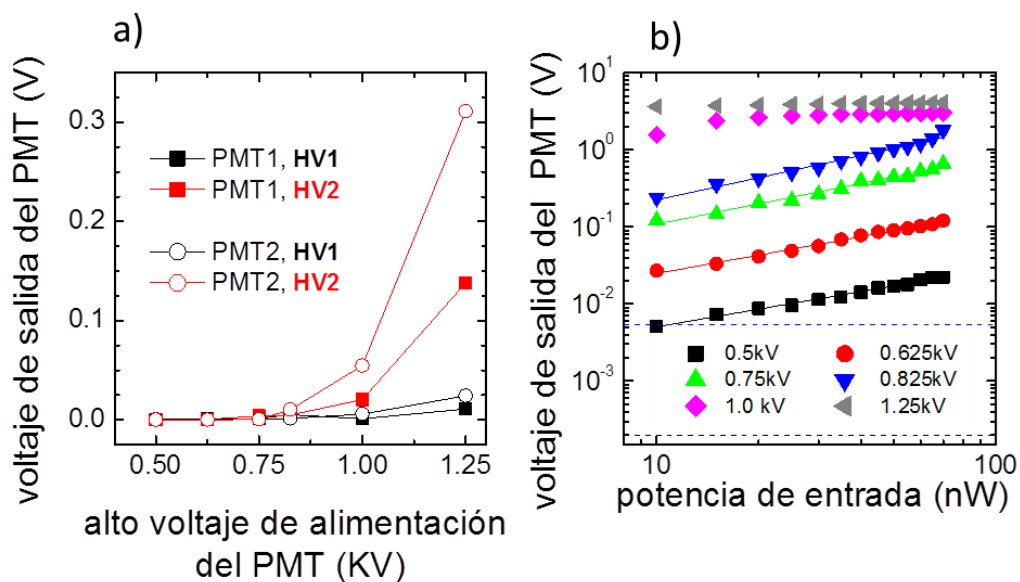 a)
voltaje de salida del PMT (V)
0.3
0.2
0.1
0.0
PMT1, HV1
PMT1, HV2
PMT2, HV1
PMT2, HV2
0.50 0.75 1.00 1.25
alto voltaje de alimentación
del PMT (KV)
b)
voltaje de salida del PMT (V)
10^1
10^0
10^-1
10^-2
10^-3
0.5kV 0.625kV
0.75kV 0.825kV
1.0 kV 1.25kV
10 100
potencia de entrada (nW)